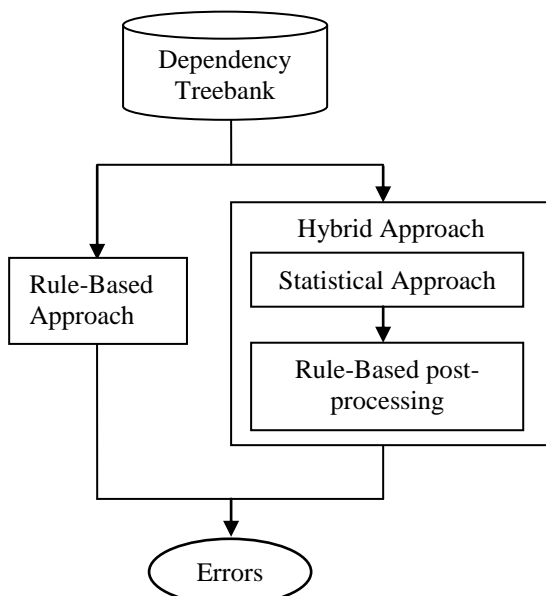 Dependency
Treebank
Hybrid Approach
Rule-Based
Approach
Statistical Approach
Rule-Based post-
processing
Errors